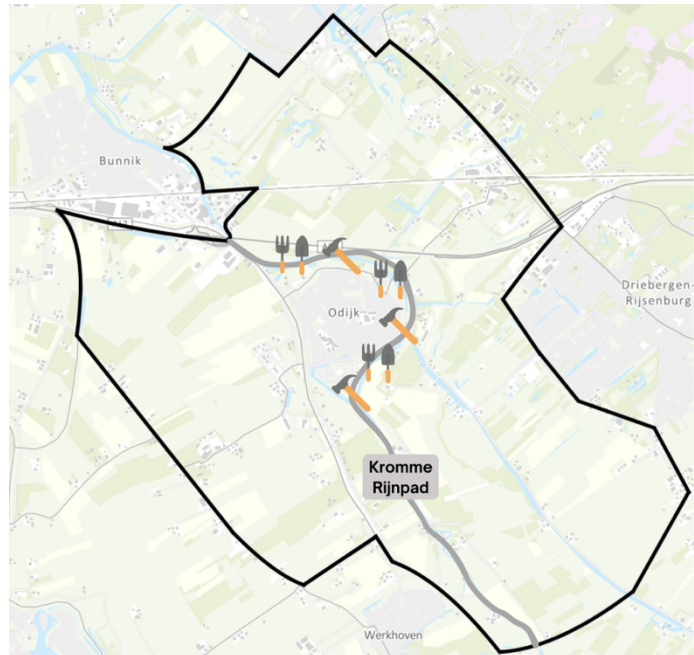 Bunnik
Driebergen-
Rijsenburg
Odijk
Kromme
Rijnpad
Werkhoven